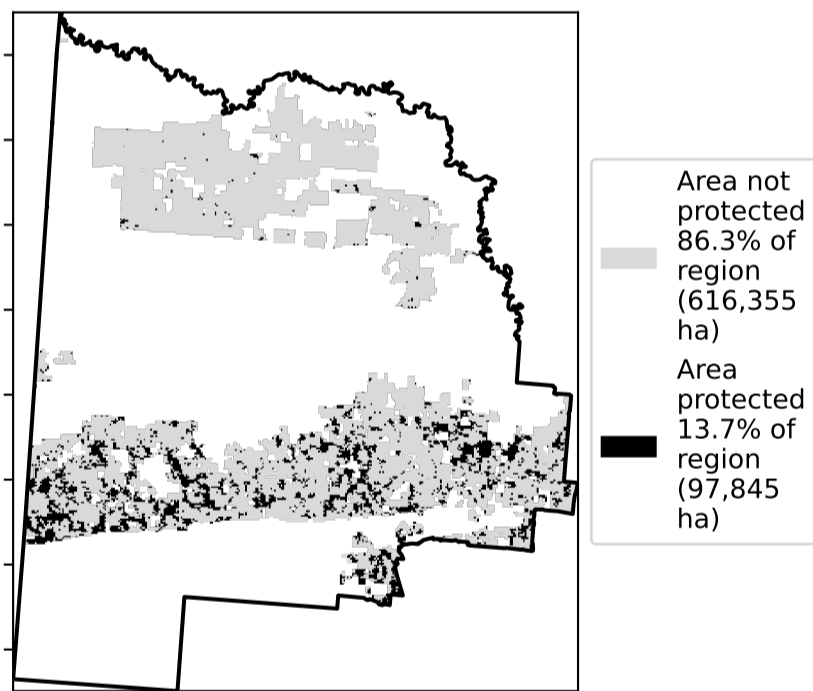 Area not
protected
86.3% of
region
(616,355
ha)
Area
protected
13.7% of
region
(97,845
ha)